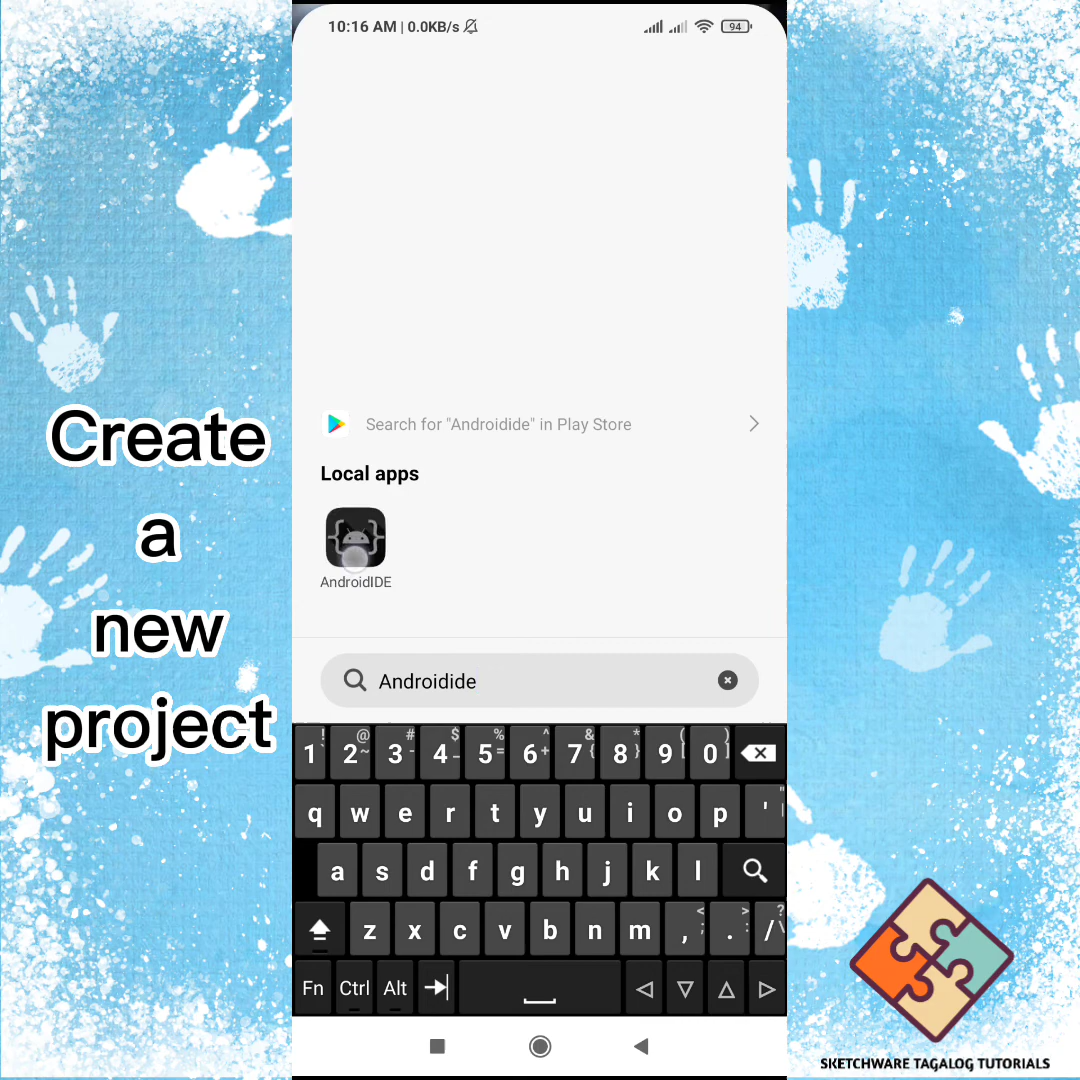 10:16 AM | 0.0KB/s
94
Create
a
new
project
Search for "Androidide" in Play Store
Local apps
AndroidIDE
Androidide
! @ # $ % ^ & * ( )
1 ` 2 ~ 3 - 4 _ 5 = 6 + 7 { 8 } 9 [ 0 ]
q w e r t y u i o p ' " |
a s d f g h j k l
z x c v b n m , < ; . > : / ? \
Fn Ctrl Alt
SKETCHWARE TAGALOG TUTORIALS